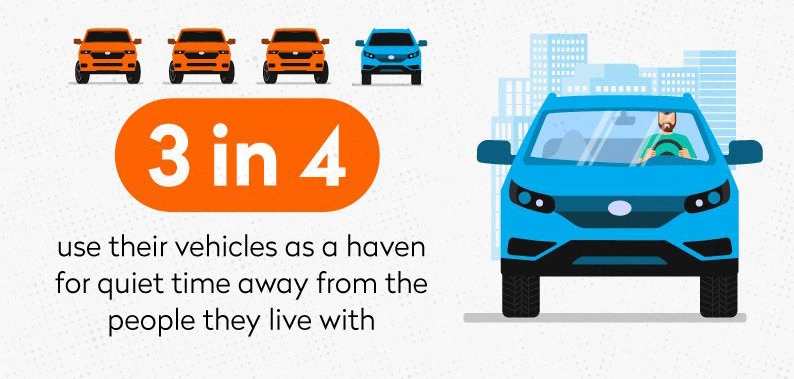 3 in 4
use their vehicles as a haven
for quiet time away from the
people they live with